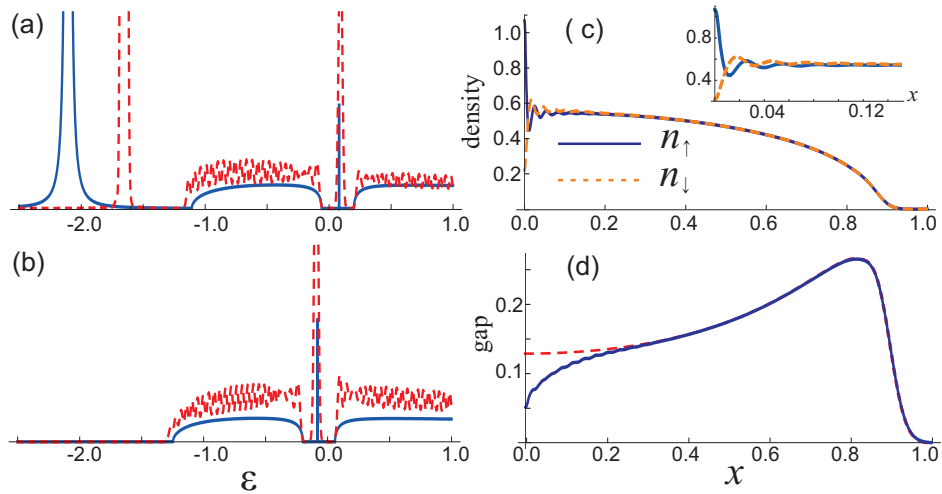 (a)
-2.0 -1.0 0.0 1.0
(b)
-2.0 -1.0 0.0 1.0
ε
( c)
density
1.0
0.8
0.6
0.4
0.2
0.0 0.2 0.4 0.6 0.8 1.0
n↑
n↓
0.8
0.4
0.04 0.12
x
(d)
gap
0.2
0.1
0.0 0.2 0.4 0.6 0.8 1.0
x